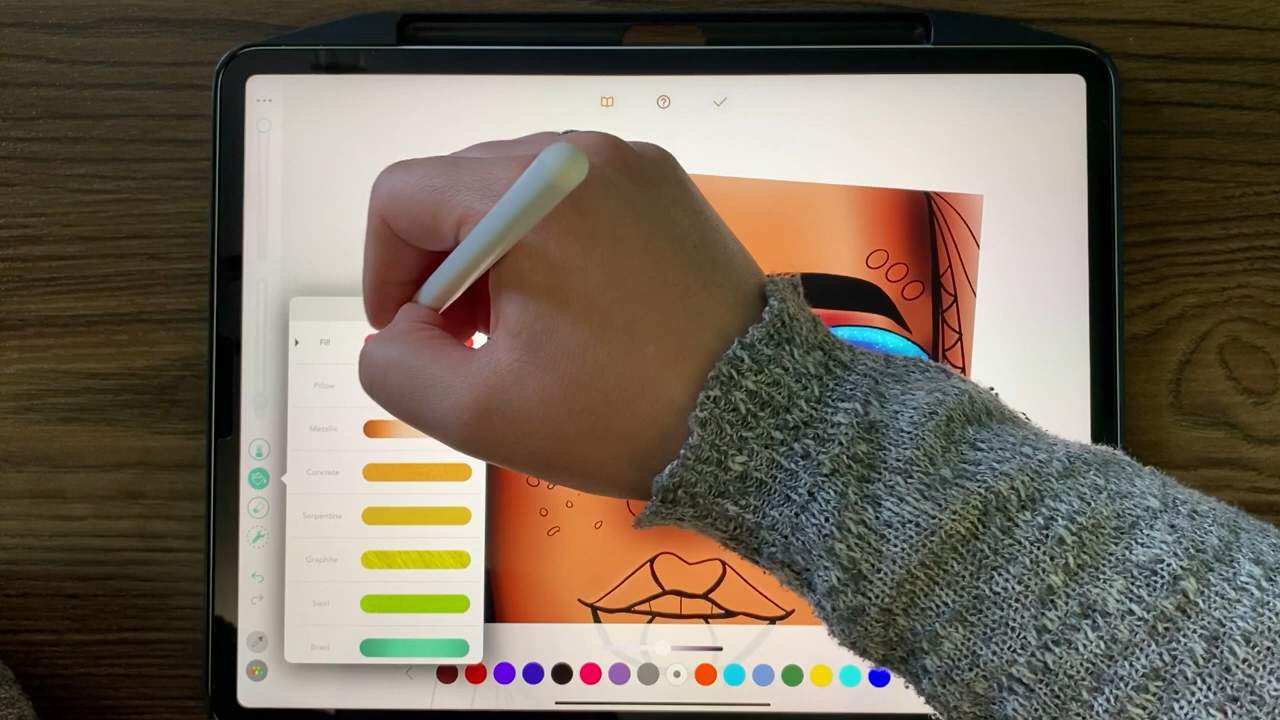 Fill
Pillow
Metallic
Concrete
Serpentine
Graphite
Swirl
Braid